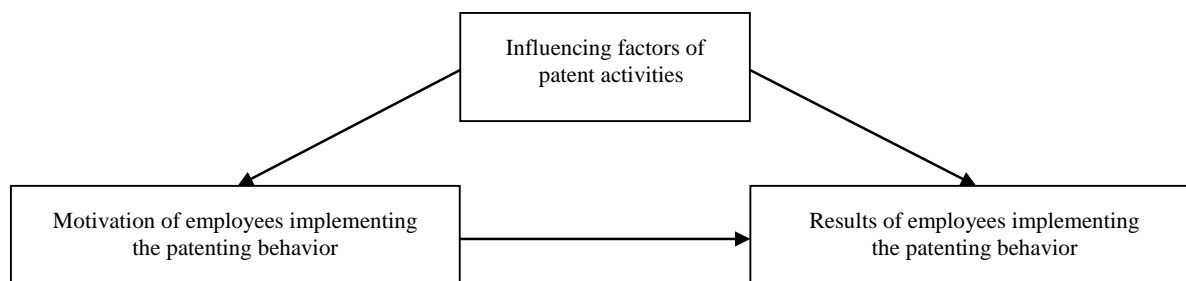 Influencing factors of
patent activities
Motivation of employees implementing
the patenting behavior
Results of employees implementing
the patenting behavior